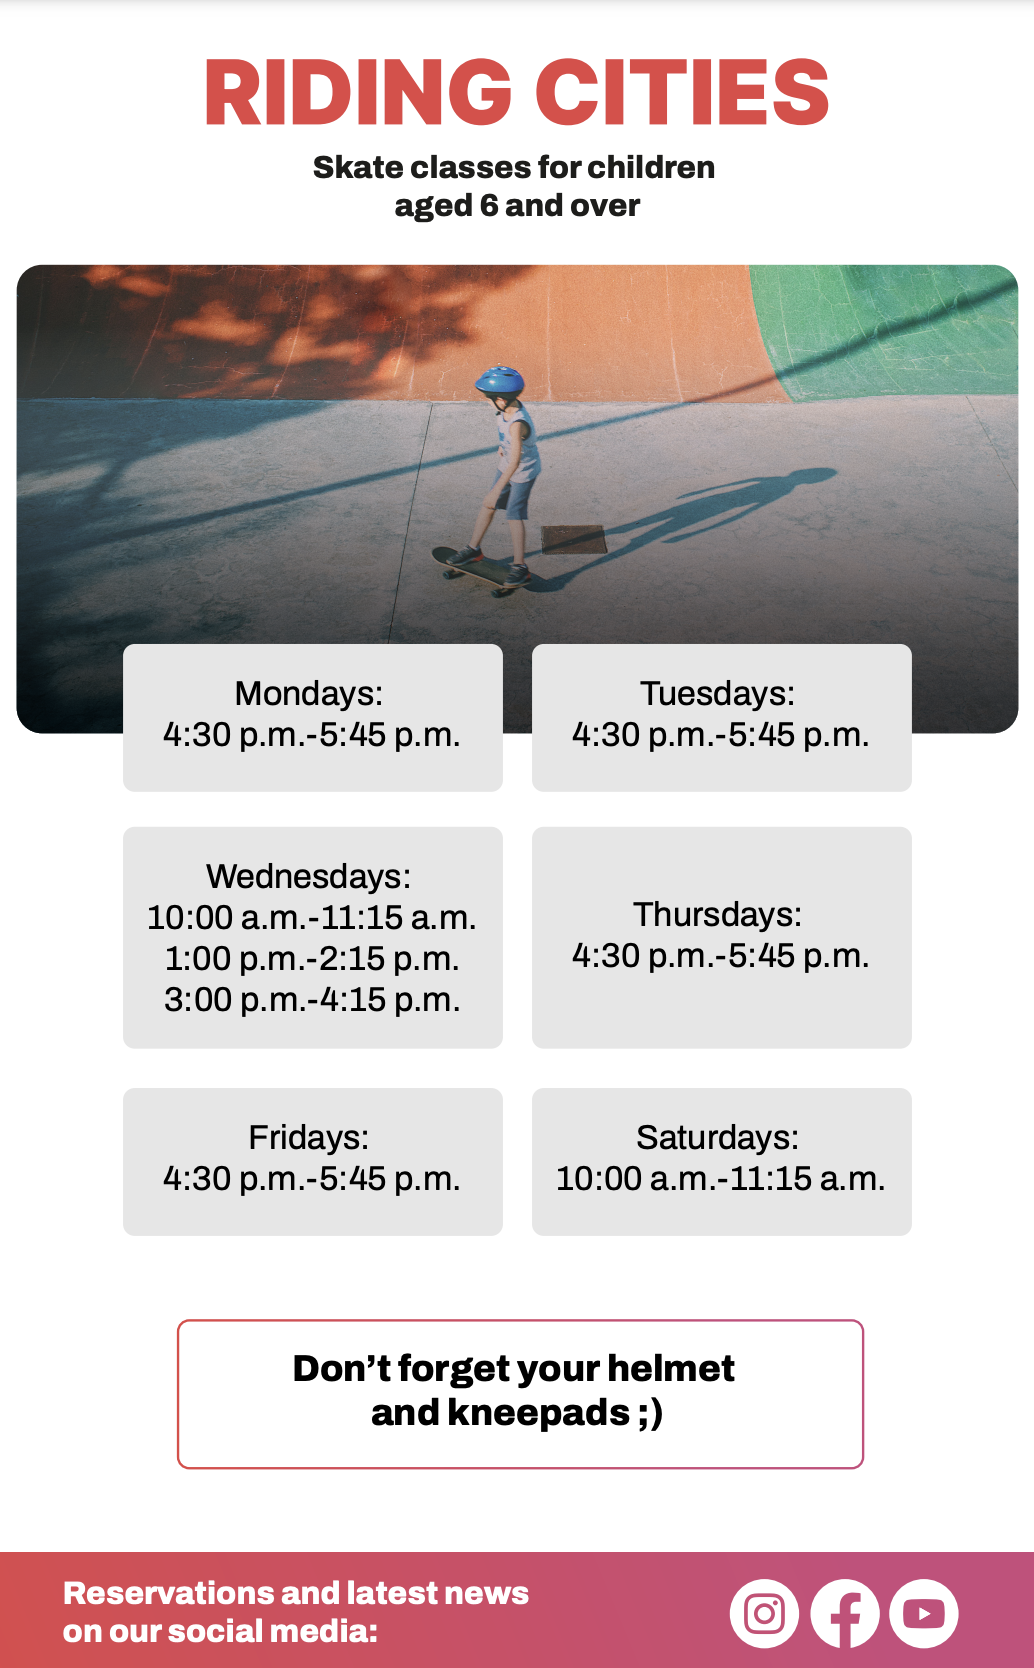 RIDING CITIES
Skate classes for children
aged 6 and over
Mondays:
4:30 p.m.-5:45 p.m.
Tuesdays:
4:30 p.m.-5:45 p.m.
Wednesdays:
10:00 a.m.-11:15 a.m.
1:00 p.m.-2:15 p.m.
3:00 p.m.-4:15 p.m.
Thursdays:
4:30 p.m.-5:45 p.m.
Fridays:
4:30 p.m.-5:45 p.m.
Saturdays:
10:00 a.m.-11:15 a.m.
Don’t forget your helmet
and kneepads ;)
Reservations and latest news
on our social media: